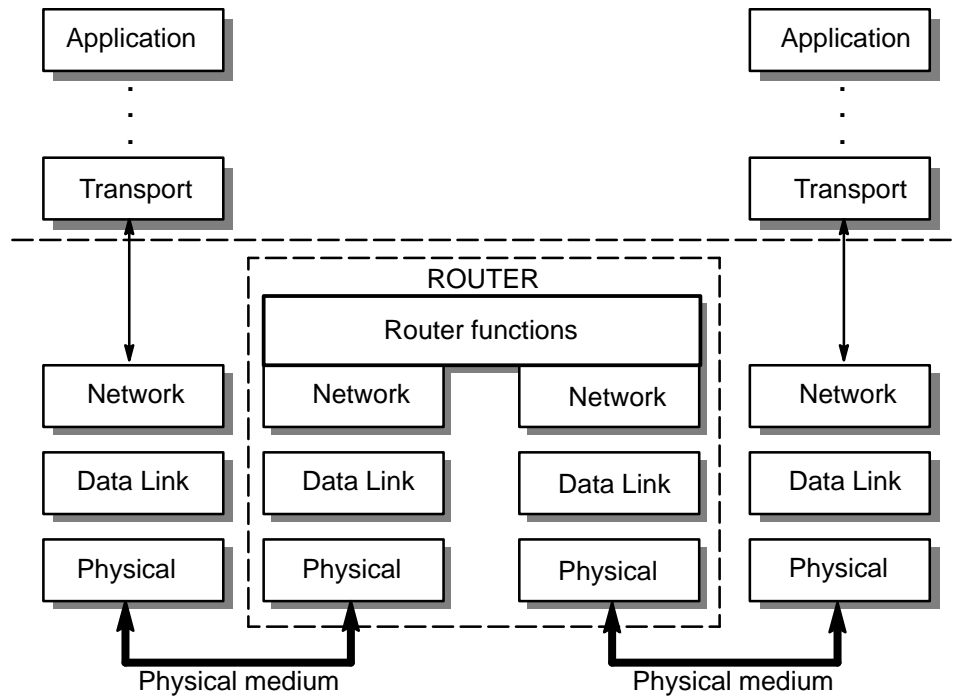 Application
Application
Transport
Transport
ROUTER
Router functions
Network
Network
Network
Network
Data Link
Data Link
Data Link
Data Link
Physical
Physical
Physical
Physical
Physical medium
Physical medium